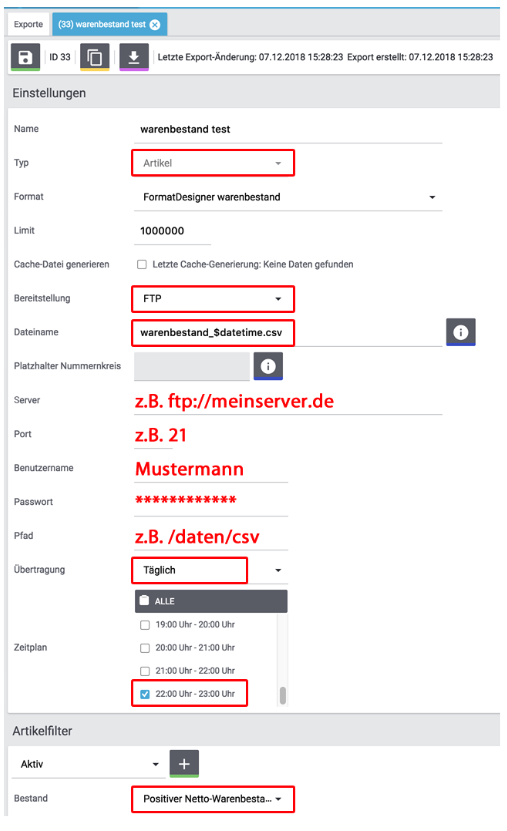 Exporte (33) warenbestand test
ID 33 Letzte Export-Änderung: 07.12.2018 15:28:23 Export erstellt: 07.12.2018 15:28:23
Einstellungen
Name warenbestand test
Typ Artikel
Format FormatDesigner warenbestand
Limit 1000000
Cache-Datei generieren Letzte Cache-Generierung: Keine Daten gefunden
Bereitstellung FTP
Dateiname warenbestand_$datetime.csv
Platzhalter Nummernkreis
Server z.B. ftp://meinserver.de
Port z.B. 21
Benutzername Mustermann
Passwort ************
Pfad z.B. /daten/csv
Übertragung Täglich
ALLE
19:00 Uhr - 20:00 Uhr
Zeitplan 20:00 Uhr - 21:00 Uhr
21:00 Uhr - 22:00 Uhr
22:00 Uhr - 23:00 Uhr
Artikelfilter
Aktiv
Bestand Positiver Netto-Warenbesta...